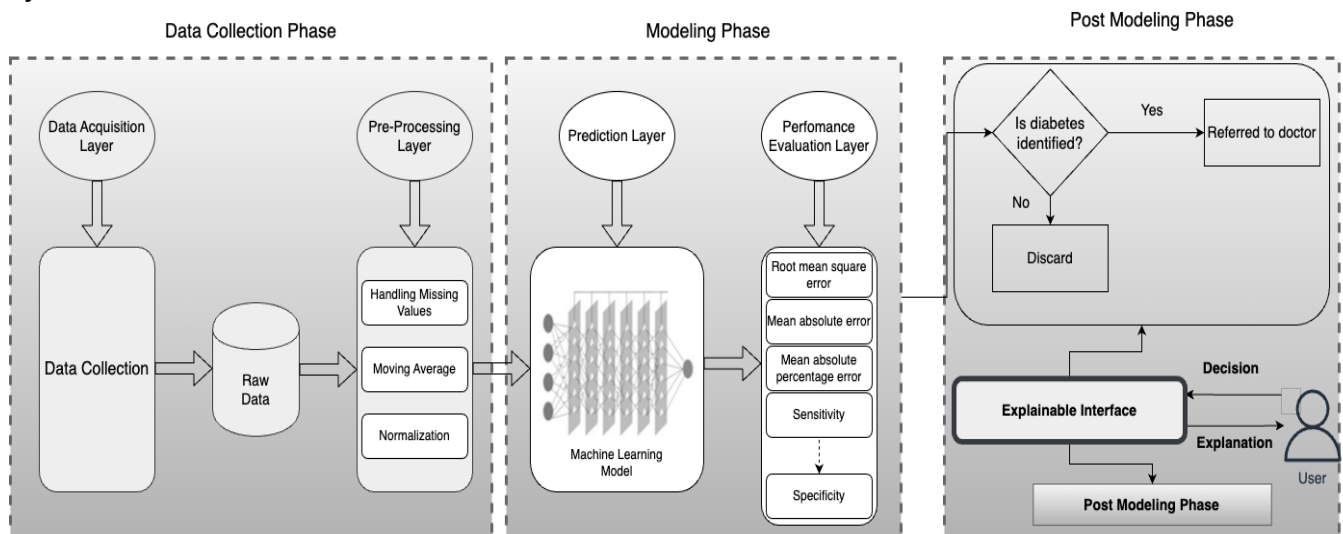 Data Collection Phase
Modeling Phase
Post Modeling Phase
Data Acquisition
Layer
Pre-Processing
Layer
Prediction Layer
Perfomance
Evaluation Layer
Is diabetes
identified?
Yes
Referred to doctor
No
Discard
Data Collection
Raw
Data
Handling Missing
Values
Moving Average
Normalization
Machine Learning
Model
Root mean square
error
Mean absolute error
Mean absolute
percentage error
Sensitivity
Specificity
Explainable Interface
Decision
Explanation
User
Post Modeling Phase